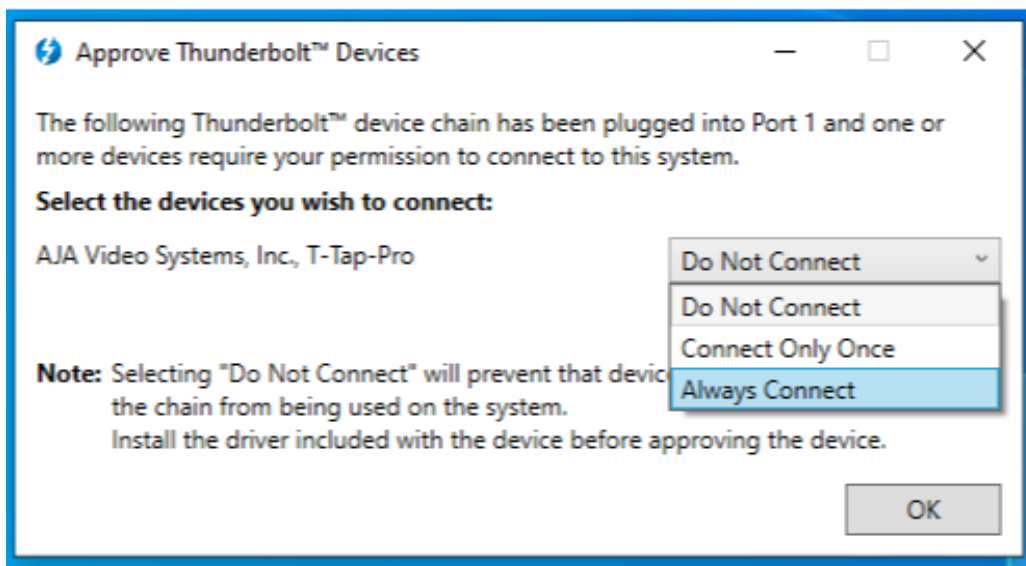 Approve Thunderbolt™ Devices
The following Thunderbolt™ device chain has been plugged into Port 1 and one or
more devices require your permission to connect to this system.
Select the devices you wish to connect:
AJA Video Systems, Inc., T-Tap-Pro
Do Not Connect
Do Not Connect
Connect Only Once
Always Connect
Note: Selecting "Do Not Connect" will prevent that
the chain from being used on the system.
Install the driver included with the device before approving the device.
OK